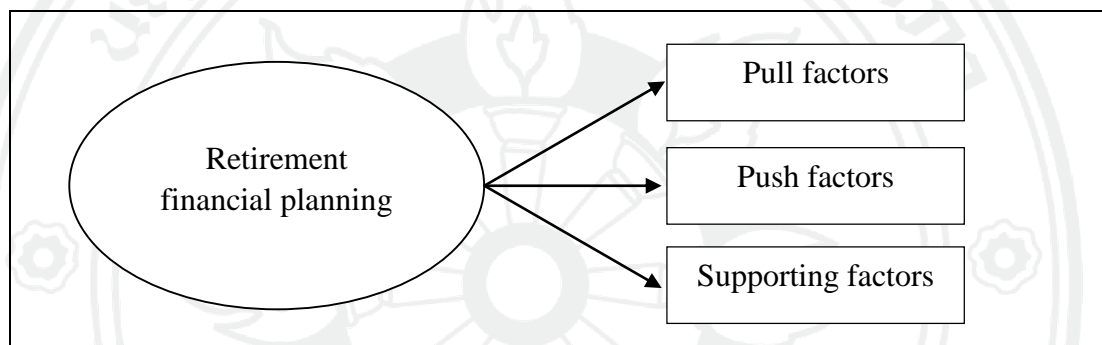 Retirement
financial planning
Pull factors
Push factors
Supporting factors